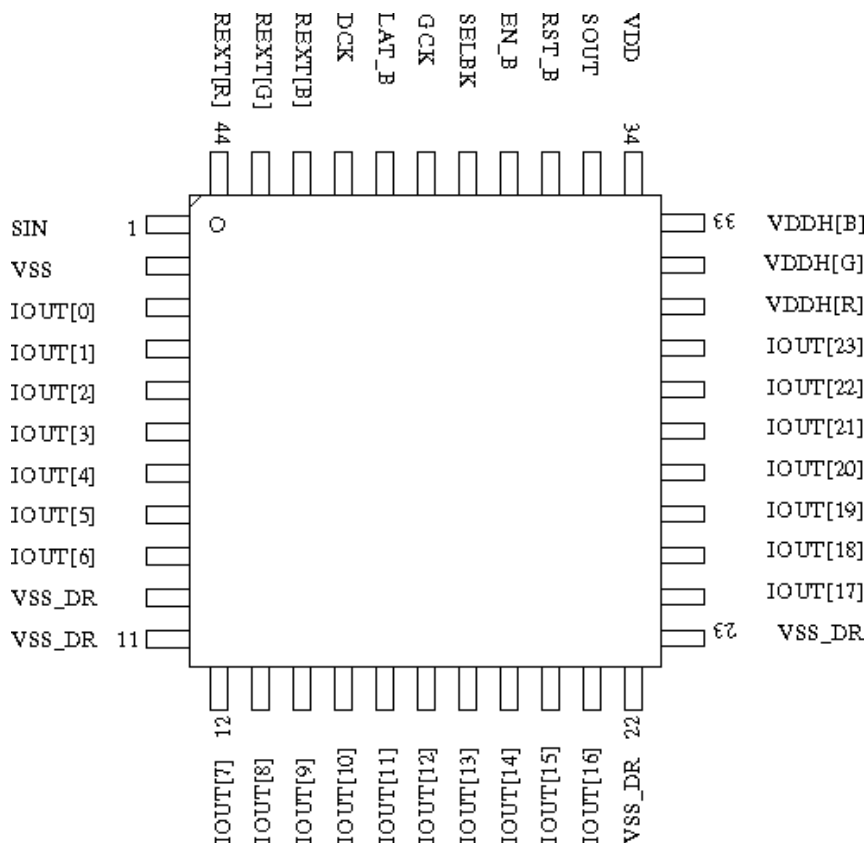 REXT[R]
REXT[G]
REXT[B]
DCK
LAT_B
GCK
SELBK
EN_B
RST_B
SOUT
VDD
44
34
SIN
1
VSS
IOUT[0]
IOUT[1]
IOUT[2]
IOUT[3]
IOUT[4]
IOUT[5]
IOUT[6]
VSS_DR
VSS_DR
11
33
VDDH[B]
VDDH[G]
VDDH[R]
IOUT[23]
IOUT[22]
IOUT[21]
IOUT[20]
IOUT[19]
IOUT[18]
IOUT[17]
23
VSS_DR
12
22
IOUT[7]
IOUT[8]
IOUT[9]
IOUT[10]
IOUT[11]
IOUT[12]
IOUT[13]
IOUT[14]
IOUT[15]
IOUT[16]
VSS_DR